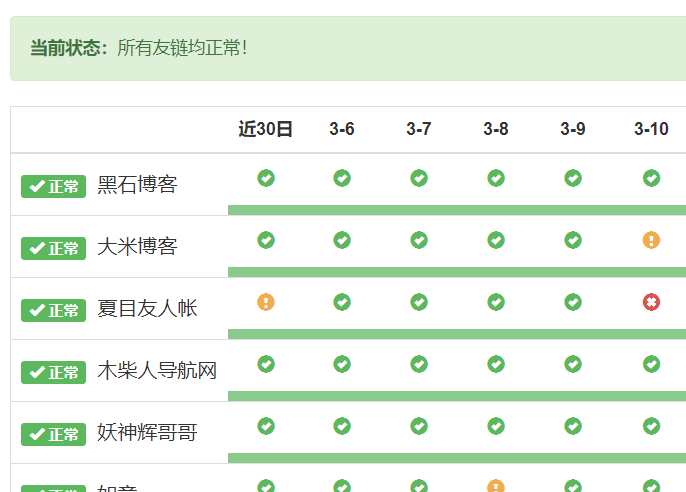 当前状态：所有友链均正常！
近30日 3-6 3-7 3-8 3-9 3-10
正常 黑石博客
正常 大米博客
正常 夏目友人帐
正常 木柴人导航网
正常 妖神辉哥哥